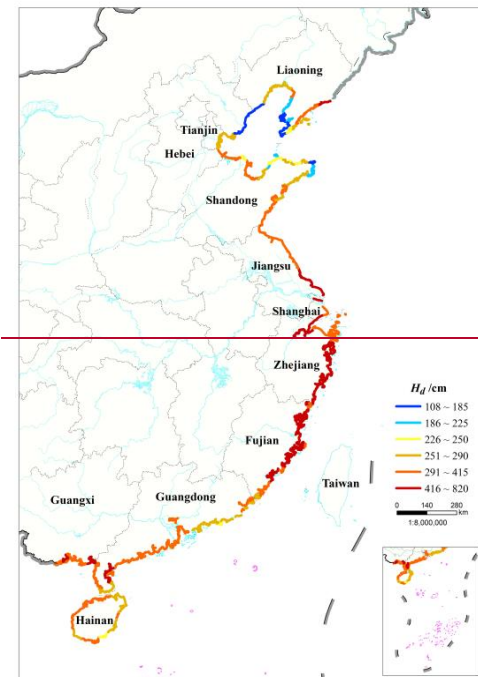 Liaoning
Tianjin
Hebei
Shandong
Jiangsu
Shanghai
Zhejiang
Fujian
Taiwan
Guangxi
Guangdong
Hainan
H_d /cm
108 ~ 185
186 ~ 225
226 ~ 250
251 ~ 290
291 ~ 415
416 ~ 820
0 140 280
km
1:8,000,000